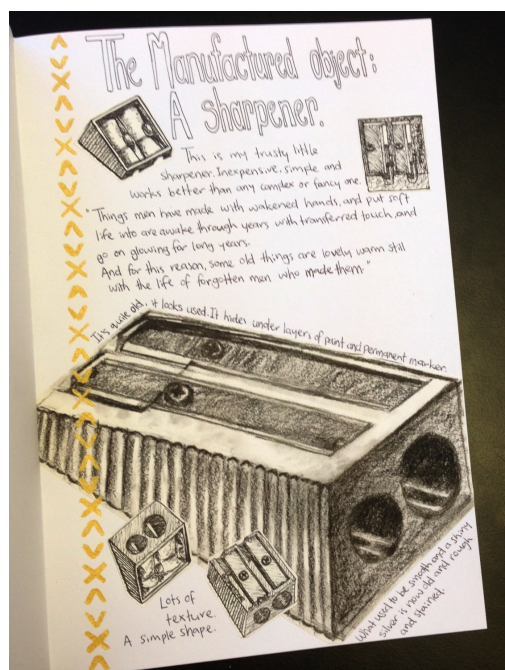 The Manufactured object:
A sharpener.
This is my trusty little
sharpener. Inexpensive, simple and
works better than any complex or fancy one.
"Things men have made with wakened hands, and put soft
life into are awake through years with transferred touch, and
go on glowing for long years.
And for this reason, some old things are lovely warm still
with the life of forgotten men who made them."
It's quite old, it looks used. It hides under layers of paint and permanent marker.
Lots of
texture.
A simple shape.
What used to be smooth and a shiny
silver is now old and rough
and stained.